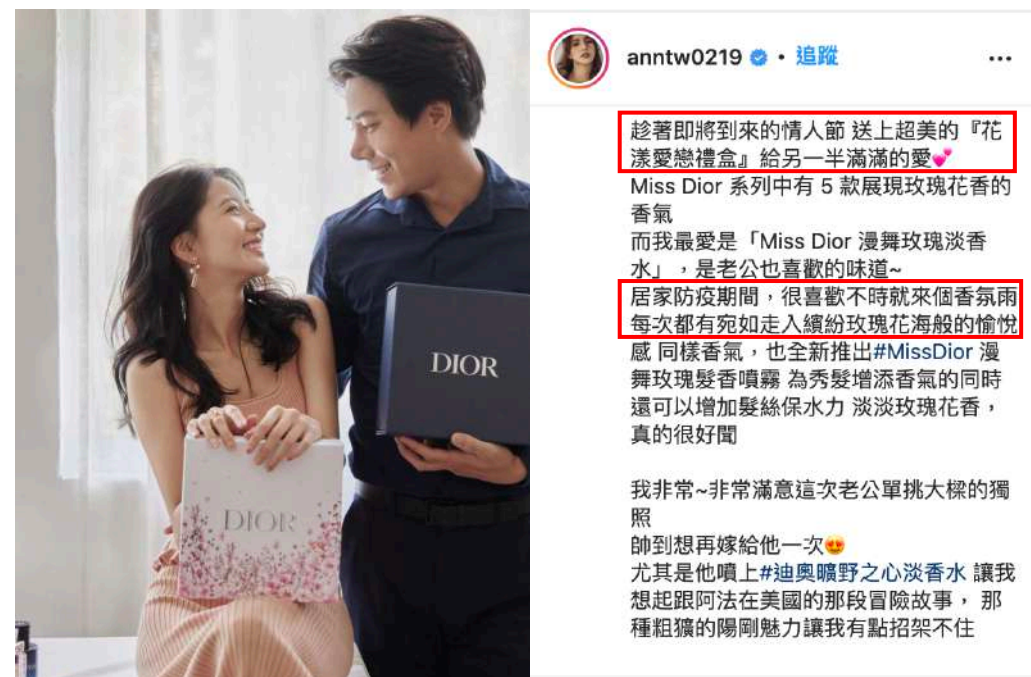 DIOR
DIOR
anntw0219 • 追蹤
趁著即將到來的情人節 送上超美的『花
漾愛戀禮盒』給另一半滿滿的愛💕
Miss Dior 系列中有 5 款展現玫瑰花香的
香氣
而我最愛是「Miss Dior 漫舞玫瑰淡香
水」，是老公也喜歡的味道~
居家防疫期間，很喜歡不時就來個香氛雨
每次都有宛如走入繽紛玫瑰花海般的愉悅
感 同樣香氣，也全新推出#MissDior 漫
舞玫瑰髮香噴霧 為秀髮增添香氣的同時
還可以增加髮絲保水力 淡淡玫瑰花香，
真的很好聞
我非常~非常滿意這次老公單挑大樑的獨
照
帥到想再嫁給他一次😍
尤其是他噴上#迪奧曠野之心淡香水 讓我
想起跟阿法在美國的那段冒險故事， 那
種粗獷的陽剛魅力讓我有點招架不住